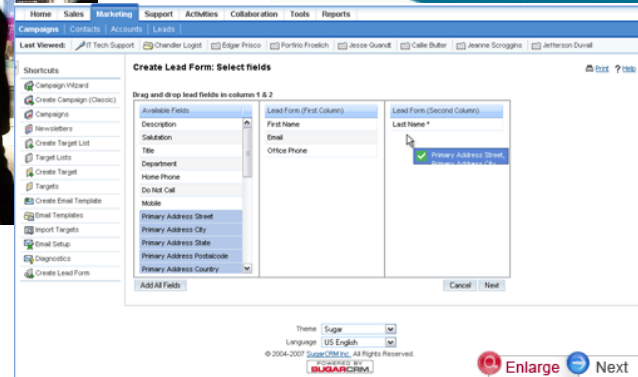 Home Sales Marketing Support Activities Collaboration Tools Reports
Campaigns Contacts Accounts Leads
Last Viewed: IT Tech Support Chandler Logist Edgar Prisco Portirio Froelich Jesse Quandt Callie Butler Jeanne Scroggins Jefferson Duvall
Shortcuts
Campaign Wizard
Create Campaign (Classic)
Campaigns
Newsletters
Create Target List
Target Lists
Create Target
Targets
Create Email Template
Email Templates
Import Targets
Email Setup
Diagnostics
Create Lead Form
Create Lead Form: Select fields
Print ? Help
Drag and drop lead fields in column 1 & 2
Available Fields
Description
Salutation
Title
Department
Home Phone
Do Not Call
Mobile
Primary Address Street
Primary Address City
Primary Address State
Primary Address Postalcode
Primary Address Country
Lead Form (First Column)
First Name
Email
Office Phone
Lead Form (Second Column)
Last Name *
Primary Address Street,
Primary Address City
Add All Fields
Cancel Next
Theme Sugar
Language US English
© 2004-2007 SugarCRM Inc. All Rights Reserved.
POWERED BY
SUGARCRM.
Enlarge Next